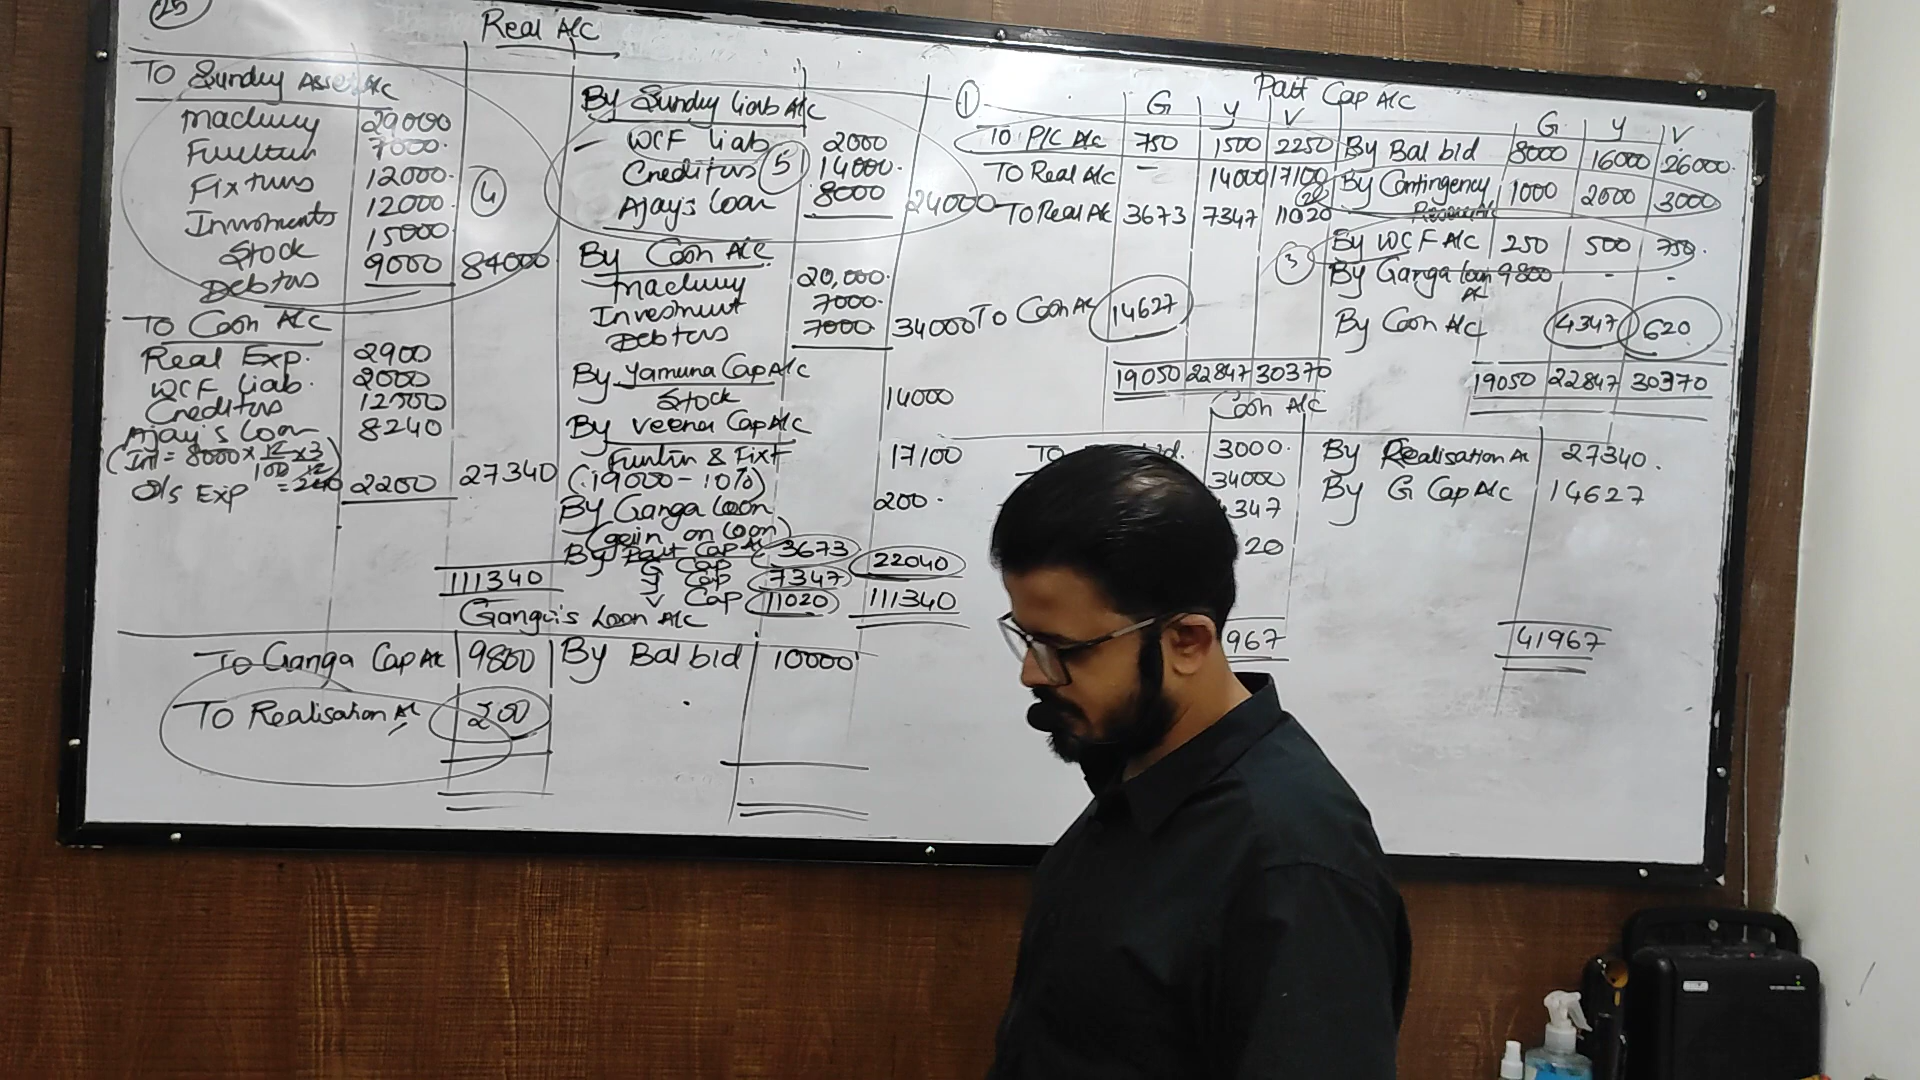 25
Real A/c
To Sundry Assets A/c
Machinery 29000
Furniture 7000
Fixtures 12000
Investments 12000
Stock 15000
Debtors 9000 84000
4
To Cash A/c
Real Exp. 2900
WCF Liab. 2000
Creditors 12000
Ajay's Loan 8240
(Int = 8000 x 12/100 x 3/12 = 240)
O/s Exp 2200 27340
111340
By Sundry Liab A/c
WCF Liab 2000
Creditors 14000
5
Ajay's Loan 8000 24000
By Cash A/c
Machinery 20,000
Investment 7000
Debtors 7000 34000
By Yamuna Cap A/c
Stock 14000
By Veena Cap A/c
Furnitur & Fixt 17100
(19000 - 10%)
By Ganga Loan 200
(gain on loan)
By Part Cap A/c
G Cap 3673 22040
Y Cap 7347
V Cap 11020 111340
Ganga's Loan A/c
To Ganga Cap A/c 9800 By Bal b/d 10000
To Realisation A/c 200
Part Cap A/c
1
G Y V
To P/L A/c 750 1500 2250
To Real A/c - 14000 17100
To Real A/c 3673 7347 11020
To Cash A/c 14627
19050 22847 30370
G Y V
By Bal b/d 8000 16000 26000
2
By Contingency 1000 2000 3000
Reserve A/c
3
By WCF A/c 250 500 750
By Ganga loan A/c 9800 - -
By Cash A/c 4347 620
19050 22847 30370
Cash A/c
To 3000 By Realisation A/c 27340
34000 By G Cap A/c 14627
347
20
967 41967